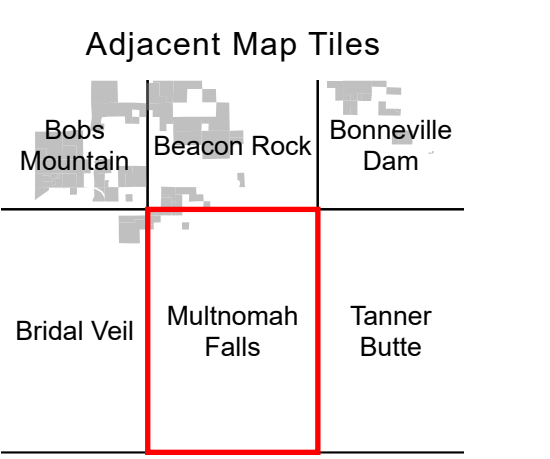 Adjacent Map Tiles
Bobs
Mountain
Beacon Rock
Bonneville
Dam
Bridal Veil
Multnomah
Falls
Tanner
Butte